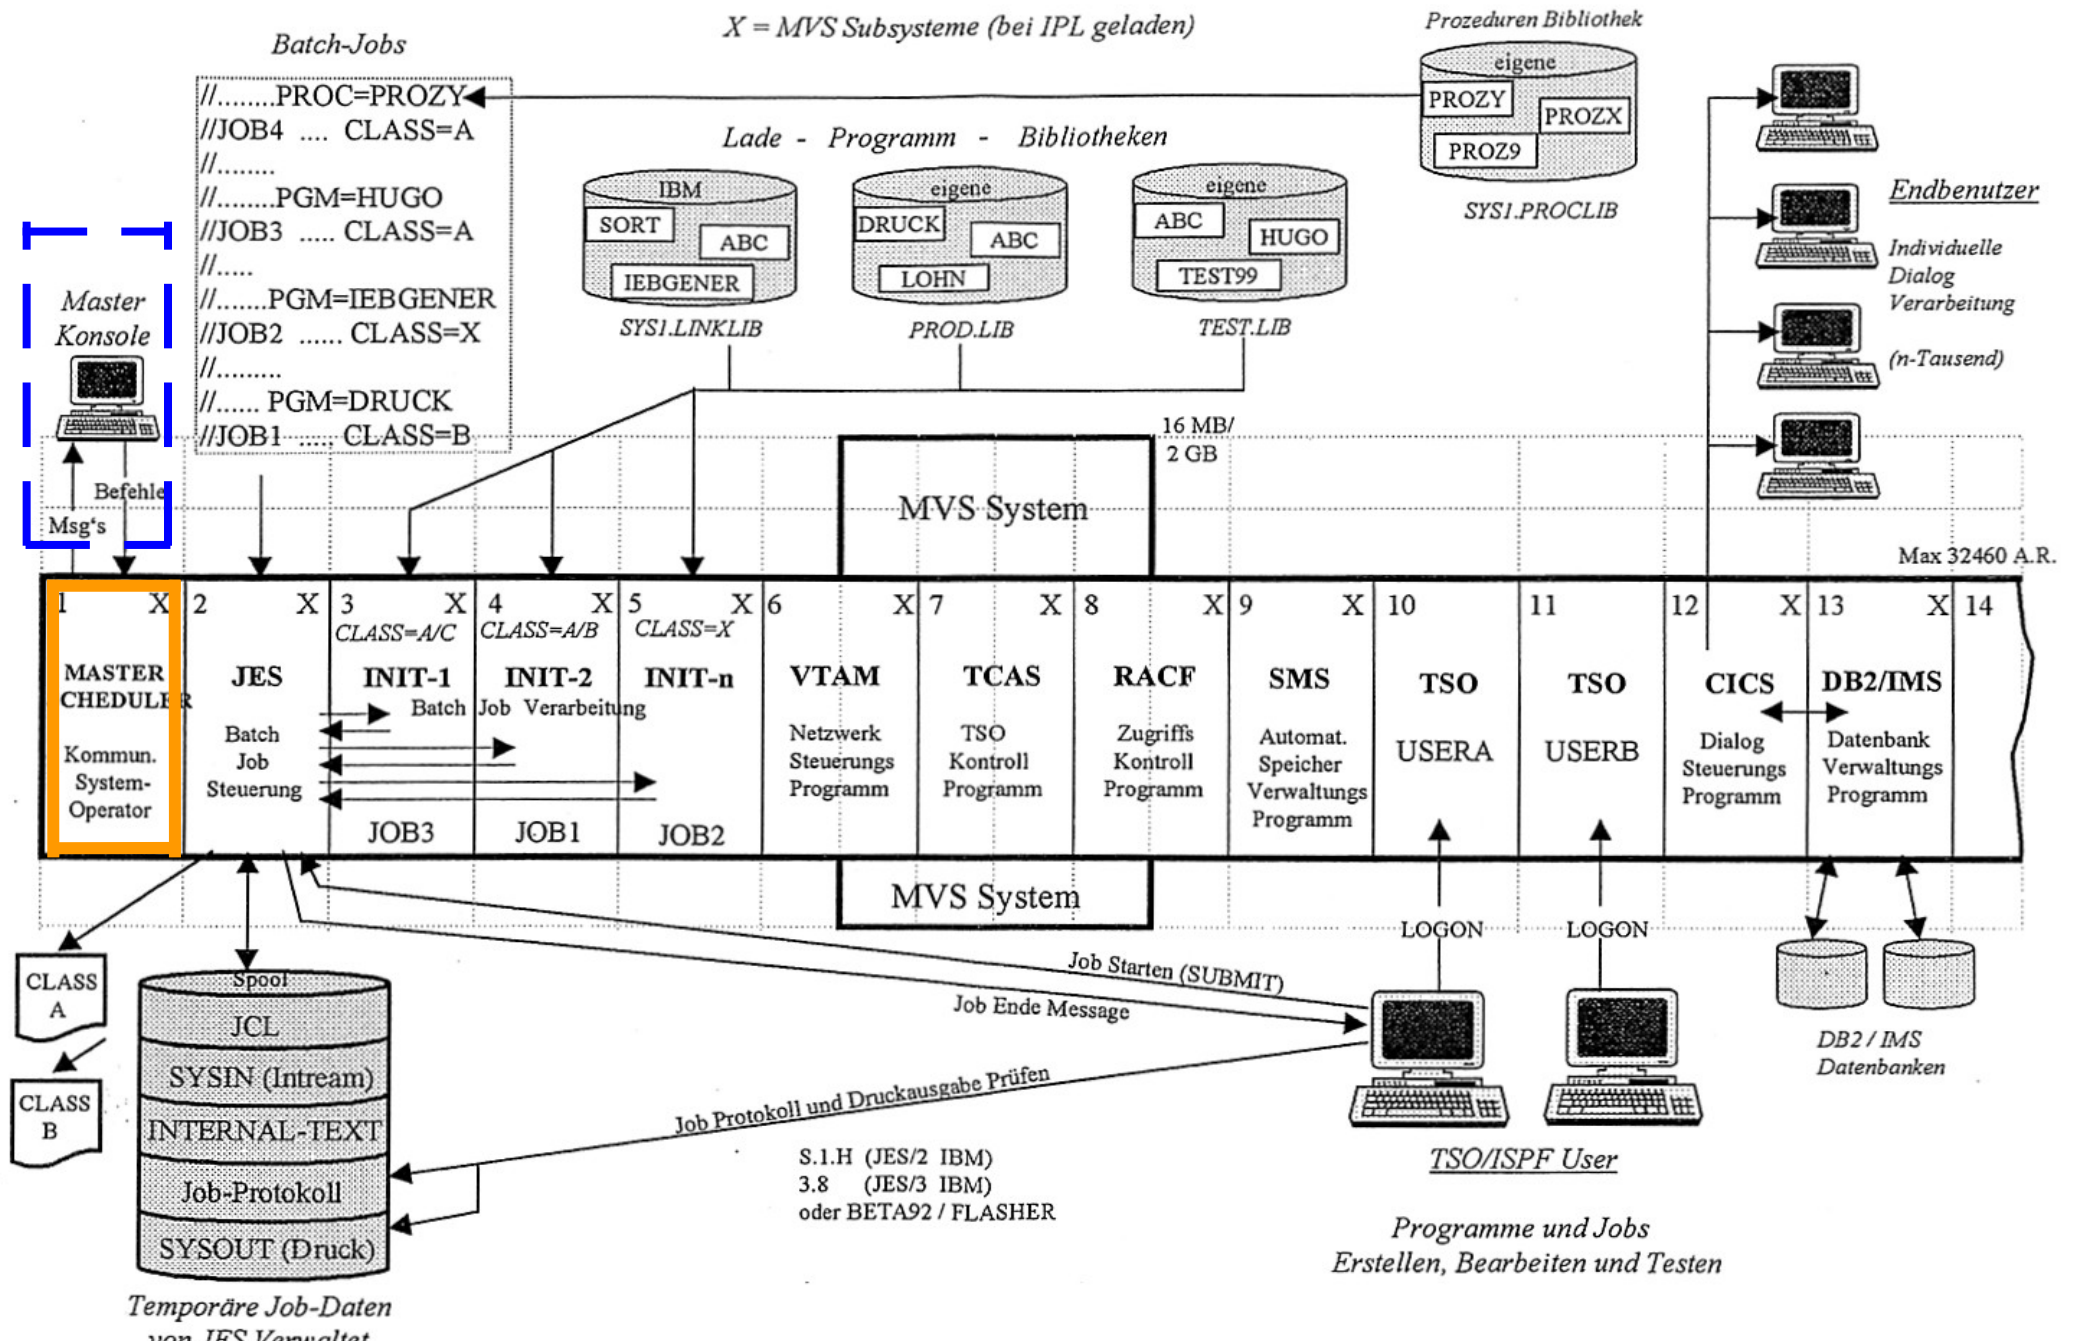 X = MVS Subsysteme (bei IPL geladen)
Prozeduren Bibliothek
eigene
PROZY
PROZX
PROZ9
SYS1.PROCLIB
Batch-Jobs
//........PROC=PROZY
//JOB4 .... CLASS=A
//........
//........PGM=HUGO
//JOB3 ..... CLASS=A
//.....
//.......PGM=IEBGENER
//JOB2 ...... CLASS=X
//.........
//...... PGM=DRUCK
//JOB1 ..... CLASS=B
Lade - Programm - Bibliotheken
IBM
SORT
ABC
IEBGENER
SYS1.LINKLIB
eigene
DRUCK
ABC
LOHN
PROD.LIB
eigene
ABC
HUGO
TEST99
TEST.LIB
Endbenutzer
Individuelle
Dialog
Verarbeitung
(n-Tausend)
Master
Konsole
Befehle
Msg's
16 MB/
2 GB
MVS System
Max 32460 A.R.
1 X
MASTER
CHEDULER
Kommun.
System-
Operator
2 X
JES
Batch
Job
Steuerung
3 X
CLASS=A/C
INIT-1
JOB3
4 X
CLASS=A/B
INIT-2
JOB1
5 X
CLASS=X
INIT-n
JOB2
Batch Job Verarbeitung
6 X
VTAM
Netzwerk
Steuerungs
Programm
7 X
TCAS
TSO
Kontroll
Programm
8 X
RACF
Zugriffs
Kontroll
Programm
9 X
SMS
Automat.
Speicher
Verwaltungs
Programm
10
TSO
USERA
11
TSO
USERB
12 X
CICS
Dialog
Steuerungs
Programm
13 X
DB2/IMS
Datenbank
Verwaltungs
Programm
14
MVS System
LOGON
LOGON
Job Starten (SUBMIT)
Job Ende Message
Job Protokoll und Druckausgabe Prüfen
CLASS
A
CLASS
B
Spool
JCL
SYSIN (Intream)
INTERNAL-TEXT
Job-Protokoll
SYSOUT (Druck)
Temporäre Job-Daten
von JES Verwaltet
S.1.H (JES/2 IBM)
3.8 (JES/3 IBM)
oder BETA92 / FLASHER
TSO/ISPF User
Programme und Jobs
Erstellen, Bearbeiten und Testen
DB2 / IMS
Datenbanken